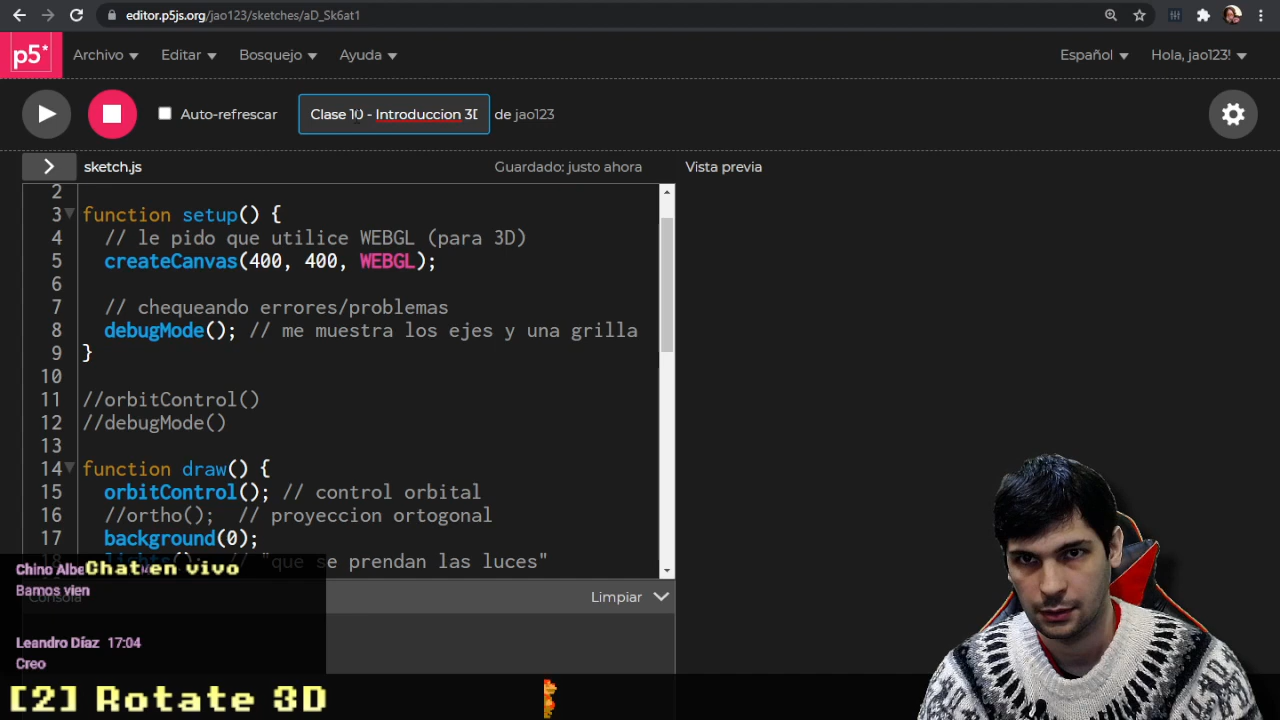 editor.p5js.org/jao123/sketches/aD_Sk6at1
p5*
Archivo
Editar
Bosquejo
Ayuda
Español
Hola, jao123!
Auto-refrescar
Clase 10 - Introduccion 3D
de jao123
sketch.js
Guardado: justo ahora
Vista previa
2
3 function setup() {
4 // le pido que utilice WEBGL (para 3D)
5 createCanvas(400, 400, WEBGL);
6
7 // chequeando errores/problemas
8 debugMode(); // me muestra los ejes y una grilla
9 }
10
11 //orbitControl()
12 //debugMode()
13
14 function draw() {
15 orbitControl(); // control orbital
16 //ortho(); // proyeccion ortogonal
17 background(0);
18 lights(); // "que se prendan las luces"
Chino Albe
Chat en vivo
Bamos vien
Consola
Limpiar
Leandro Díaz 17:04
Creo
[2] Rotate 3D